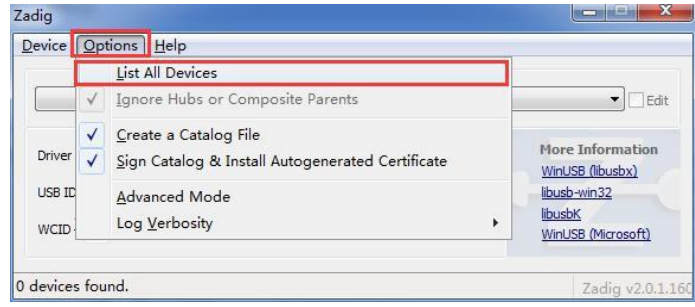 Zadig
Device Options Help
List All Devices
Ignore Hubs or Composite Parents
Edit
Create a Catalog File
Sign Catalog & Install Autogenerated Certificate
Advanced Mode
Log Verbosity
Driver
USB ID
WCID
More Information
WinUSB (libusbx)
libusb-win32
libusbK
WinUSB (Microsoft)
0 devices found.
Zadig v2.0.1.160